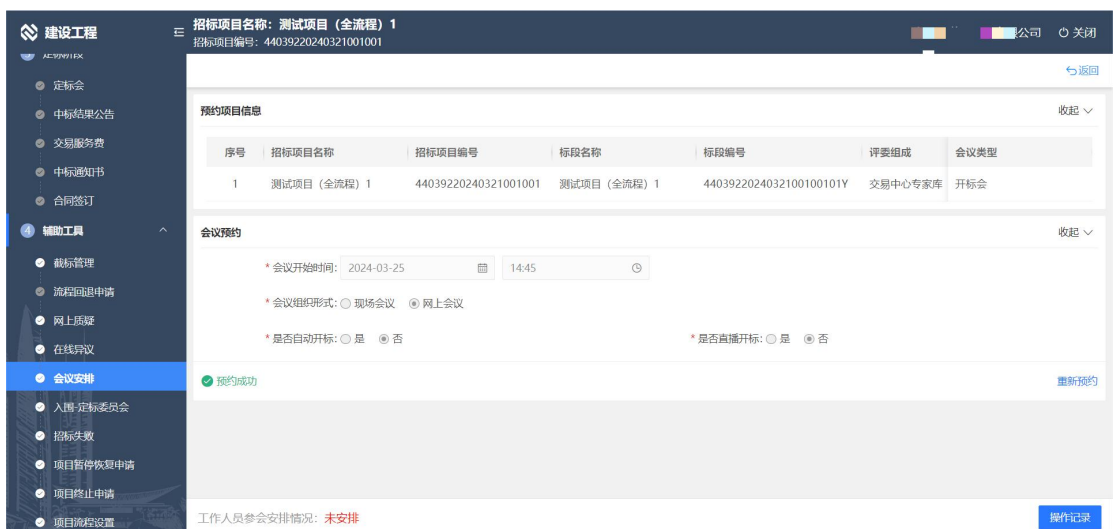 建设工程
招标项目名称：测试项目（全流程）1
招标项目编号：44039220240321001001
公司
关闭
返回
定标会
中标结果公告
交易服务费
中标通知书
合同签订
4 辅助工具
截标管理
流程回退申请
网上质疑
在线异议
会议安排
入围-定标委员会
招标失败
项目暂停恢复申请
项目终止申请
项目流程设置
预约项目信息 收起
序号 招标项目名称 招标项目编号 标段名称 标段编号 评委组成 会议类型
1 测试项目（全流程）1 44039220240321001001 测试项目（全流程）1 4403922024032100100101Y 交易中心专家库 开标会
会议预约 收起
* 会议开始时间: 2024-03-25 14:45
* 会议组织形式: 现场会议 网上会议
* 是否自动开标: 是 否 * 是否直播开标: 是 否
预约成功 重新预约
工作人员参会安排情况：未安排 操作记录